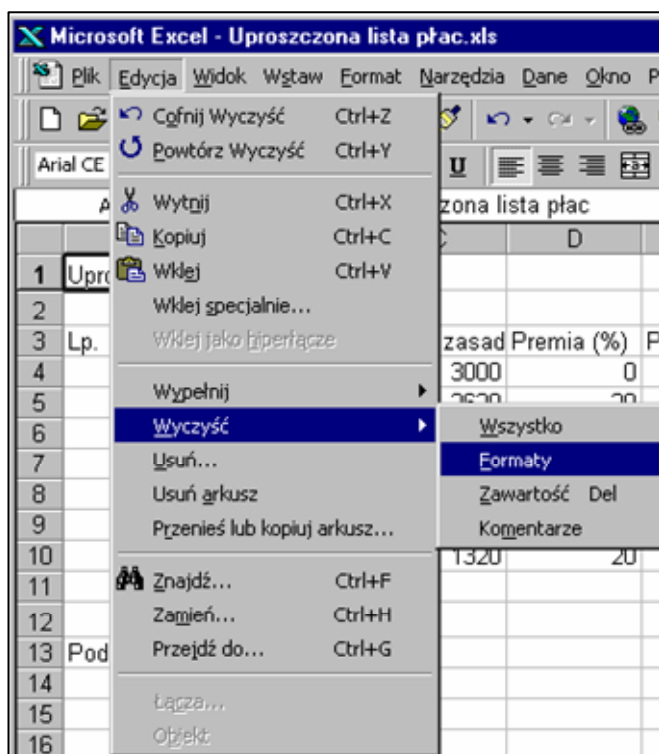 Microsoft Excel - Uproszczona lista płac.xls
Plik Edycja Widok Wstaw Format Narzędzia Dane Okno P
Arial CE U
A zona lista płac
D
Cofnij Wyczyść Ctrl+Z
Powtórz Wyczyść Ctrl+Y
Wytnij Ctrl+X
Kopiuj Ctrl+C
Wklej Ctrl+V
Wklej specjalnie...
Wklej jako hiperłącze
Wypełnij
Wyczyść
Usuń...
Usuń arkusz
Przenieś lub kopiuj arkusz...
Znajdź... Ctrl+F
Zamień... Ctrl+H
Przejdź do... Ctrl+G
Łącza...
Obiekt
Wszystko
Formaty
Zawartość Del
Komentarze
1 Upro
2
3 Lp. zasad Premia (%) P
4 3000 0
5 20
6
7
8
9
10 1320 20
11
12
13 Pod
14
15
16